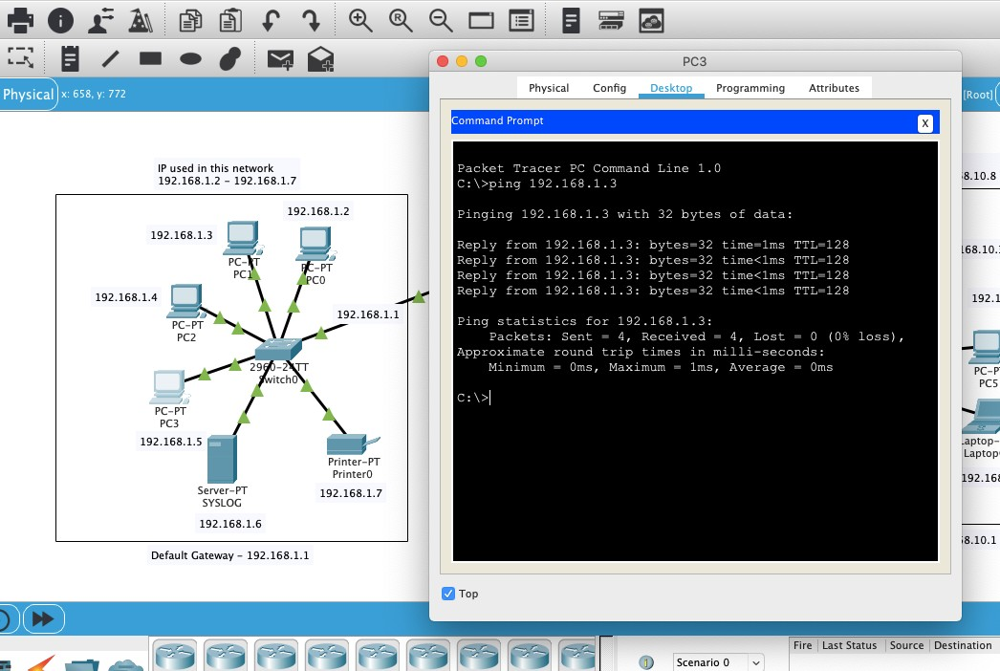 Physical
x: 658, y: 772
[Root]
IP used in this network
192.168.1.2 - 192.168.1.7
192.168.1.2
192.168.1.3
PC-PT
PC1
PC-PT
PC0
192.168.1.4
PC-PT
PC2
192.168.1.1
2960-24TT
Switch0
PC-PT
PC3
192.168.1.5
Server-PT
SYSLOG
192.168.1.6
Printer-PT
Printer0
192.168.1.7
Default Gateway - 192.168.1.1
PC3
Physical
Config
Desktop
Programming
Attributes
Command Prompt
X
Packet Tracer PC Command Line 1.0
C:\>ping 192.168.1.3
Pinging 192.168.1.3 with 32 bytes of data:
Reply from 192.168.1.3: bytes=32 time=1ms TTL=128
Reply from 192.168.1.3: bytes=32 time<1ms TTL=128
Reply from 192.168.1.3: bytes=32 time<1ms TTL=128
Reply from 192.168.1.3: bytes=32 time<1ms TTL=128
Ping statistics for 192.168.1.3:
Packets: Sent = 4, Received = 4, Lost = 0 (0% loss),
Approximate round trip times in milli-seconds:
Minimum = 0ms, Maximum = 1ms, Average = 0ms
C:\>
Top
68.10.8
168.10.
192.1
PC-P
PC5
Laptop-
Laptop
192.168
8.10.1
Scenario 0
Fire
Last Status
Source
Destination